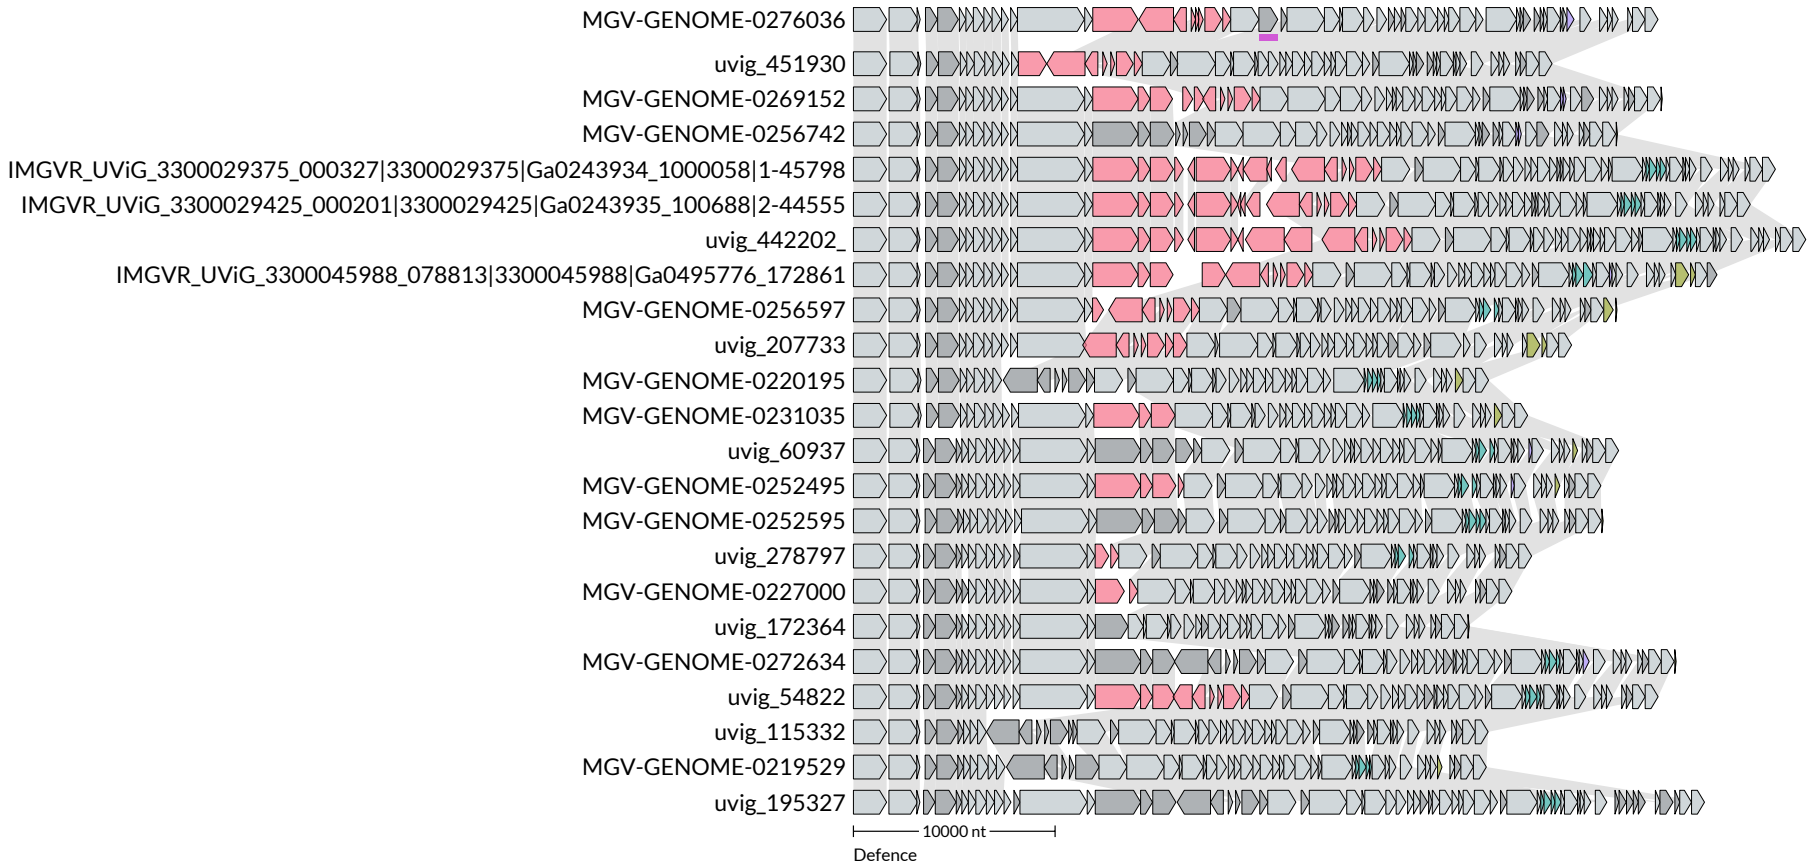 MGV-GENOME-0276036
uvig_451930
MGV-GENOME-0269152
MGV-GENOME-0256742
IMGVR_UViG_3300029375_000327|3300029375|Ga0243934_1000058|1-45798
IMGVR_UViG_3300029425_000201|3300029425|Ga0243935_100688|2-44555
uvig_442202_
IMGVR_UViG_3300045988_078813|3300045988|Ga0495776_172861
MGV-GENOME-0256597
uvig_207733
MGV-GENOME-0220195
MGV-GENOME-0231035
uvig_60937
MGV-GENOME-0252495
MGV-GENOME-0252595
uvig_278797
MGV-GENOME-0227000
uvig_172364
MGV-GENOME-0272634
uvig_54822
uvig_115332
MGV-GENOME-0219529
uvig_195327
10000 nt
Defence